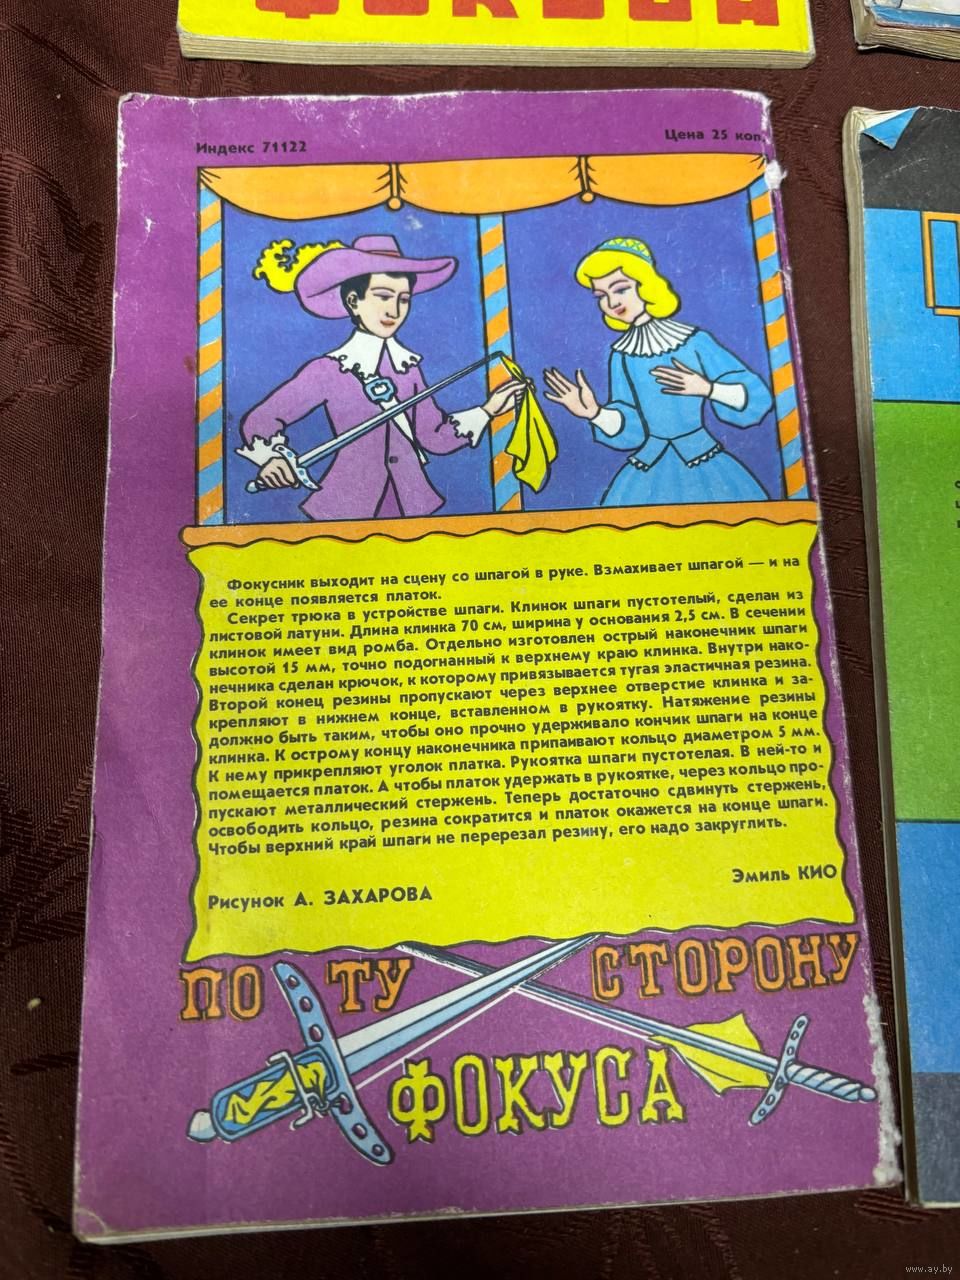 Индекс 71122
Цена 25 коп.
Фокусник выходит на сцену со шпагой в руке. Взмахивает шпагой — и на
ее конце появляется платок.
Секрет трюка в устройстве шпаги. Клинок шпаги пустотелый, сделан из
листовой латуни. Длина клинка 70 см, ширина у основания 2,5 см. В сечении
клинок имеет вид ромба. Отдельно изготовлен острый наконечник шпаги
высотой 15 мм, точно подогнанный к верхнему краю клинка. Внутри нако-
нечника сделан крючок, к которому привязывается тугая эластичная резина.
Второй конец резины пропускают через верхнее отверстие клинка и за-
крепляют в нижнем конце, вставленном в рукоятку. Натяжение резины
должно быть таким, чтобы оно прочно удерживало кончик шпаги на конце
клинка. К острому концу наконечника припаивают кольцо диаметром 5 мм.
К нему прикрепляют уголок платка. Рукоятка шпаги пустотелая. В ней-то и
помещается платок. А чтобы платок удержать в рукоятке, через кольцо про-
пускают металлический стержень. Теперь достаточно сдвинуть стержень,
освободить кольцо, резина сократится и платок окажется на конце шпаги.
Чтобы верхний край шпаги не перерезал резину, его надо закруглить.
Эмиль КИО
Рисунок А. ЗАХАРОВА
ПО ТУ СТОРОНУ
ФОКУСА
www.ay.by